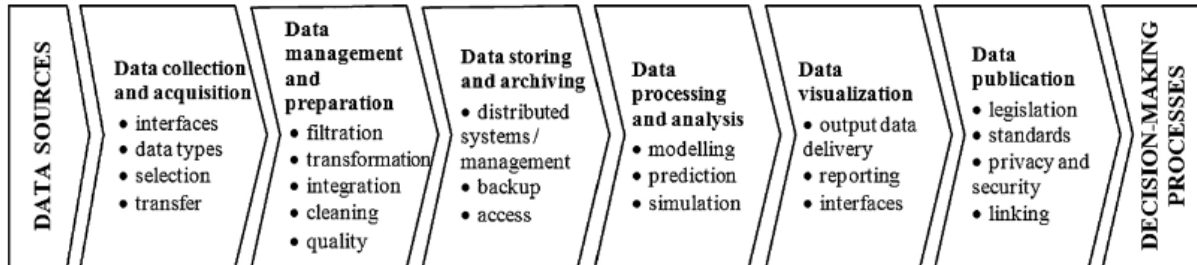 DATA SOURCES
Data collection
and acquisition
• interfaces
• data types
• selection
• transfer
Data
management
and
preparation
• filtration
• transformation
• integration
• cleaning
• quality
Data storing
and archiving
• distributed
systems /
management
• backup
• access
Data
processing
and analysis
• modelling
• prediction
• simulation
Data
visualization
• output data
delivery
• reporting
• interfaces
Data
publication
• legislation
• standards
• privacy and
security
• linking
DECISION-MAKING
PROCESSES